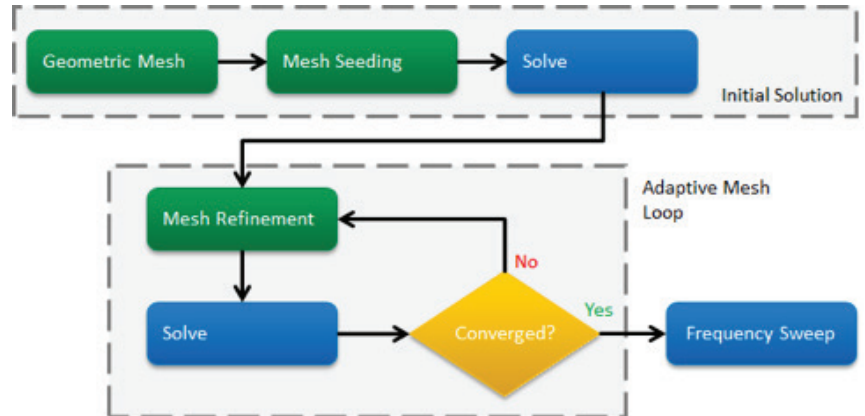 Geometric Mesh
Mesh Seeding
Solve
Initial Solution
Adaptive Mesh
Loop
Mesh Refinement
No
Solve
Converged?
Yes
Frequency Sweep